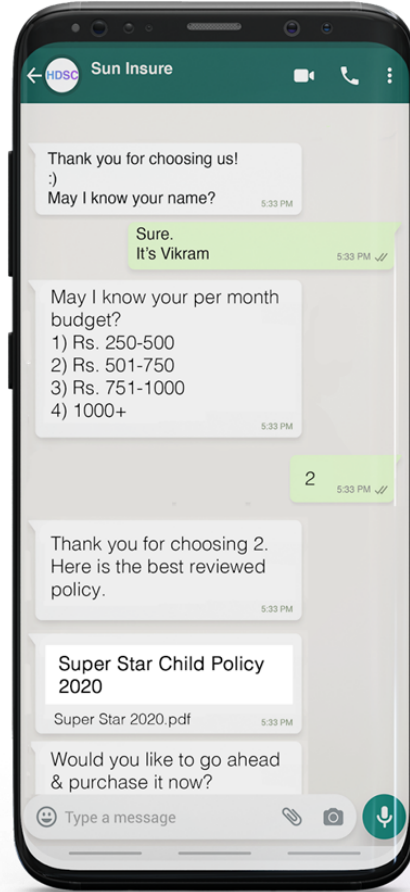 HDSC
Sun Insure
Thank you for choosing us!
:)
May I know your name?
5:33 PM
Sure.
It's Vikram
5:33 PM
May I know your per month
budget?
1) Rs. 250-500
2) Rs. 501-750
3) Rs. 751-1000
4) 1000+
5:33 PM
2
5:33 PM
Thank you for choosing 2.
Here is the best reviewed
policy.
5:33 PM
Super Star Child Policy
2020
Super Star 2020.pdf
5:33 PM
Would you like to go ahead
& purchase it now?
Type a message